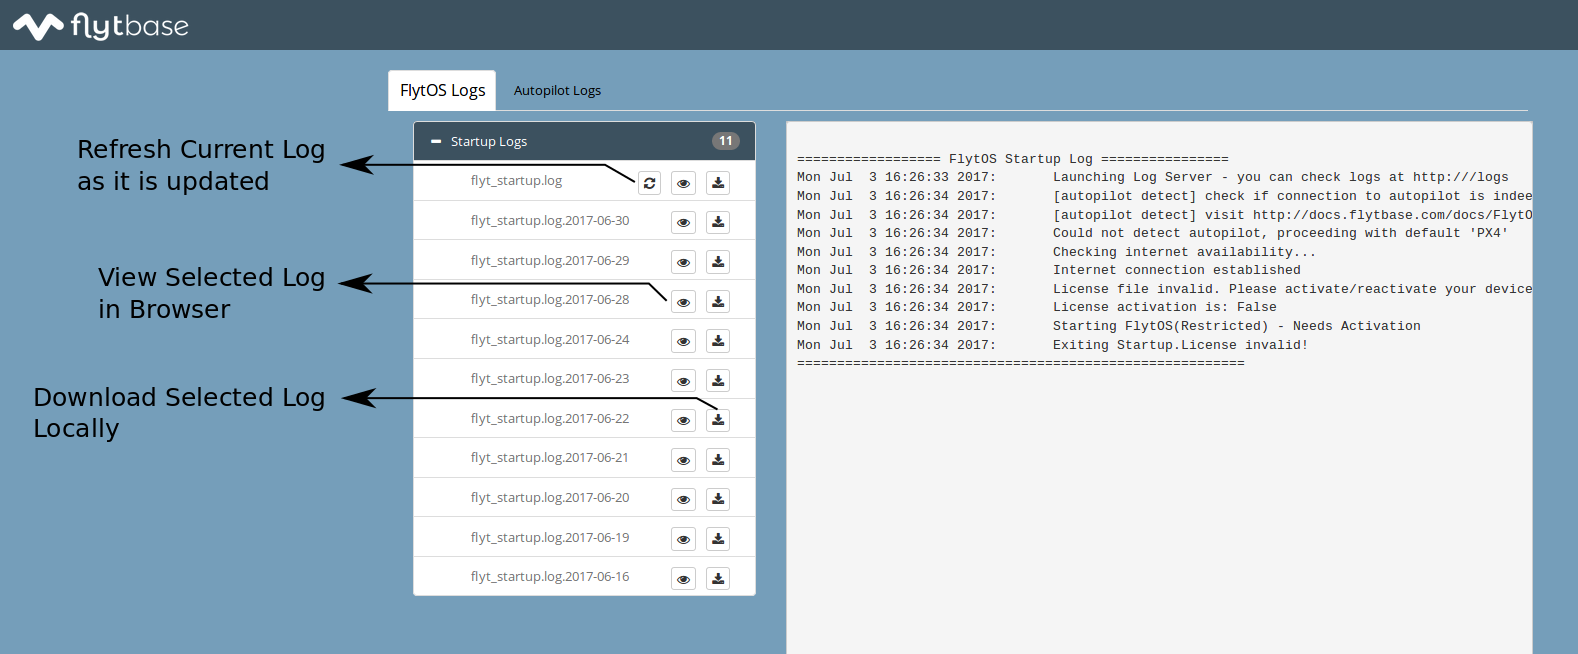 flytbase
FlytOS Logs
Autopilot Logs
Refresh Current Log
as it is updated
View Selected Log
in Browser
Download Selected Log
Locally
Startup Logs 11
flyt_startup.log
flyt_startup.log.2017-06-30
flyt_startup.log.2017-06-29
flyt_startup.log.2017-06-28
flyt_startup.log.2017-06-24
flyt_startup.log.2017-06-23
flyt_startup.log.2017-06-22
flyt_startup.log.2017-06-21
flyt_startup.log.2017-06-20
flyt_startup.log.2017-06-19
flyt_startup.log.2017-06-16
================== FlytOS Startup Log ================
Mon Jul  3 16:26:33 2017:       Launching Log Server - you can check logs at http:///logs
Mon Jul  3 16:26:34 2017:       [autopilot detect] check if connection to autopilot is indee
Mon Jul  3 16:26:34 2017:       [autopilot detect] visit http://docs.flytbase.com/docs/FlytO
Mon Jul  3 16:26:34 2017:       Could not detect autopilot, proceeding with default 'PX4'
Mon Jul  3 16:26:34 2017:       Checking internet availability...
Mon Jul  3 16:26:34 2017:       Internet connection established
Mon Jul  3 16:26:34 2017:       License file invalid. Please activate/reactivate your device
Mon Jul  3 16:26:34 2017:       License activation is: False
Mon Jul  3 16:26:34 2017:       Starting FlytOS(Restricted) - Needs Activation
Mon Jul  3 16:26:34 2017:       Exiting Startup.License invalid!
========================================================